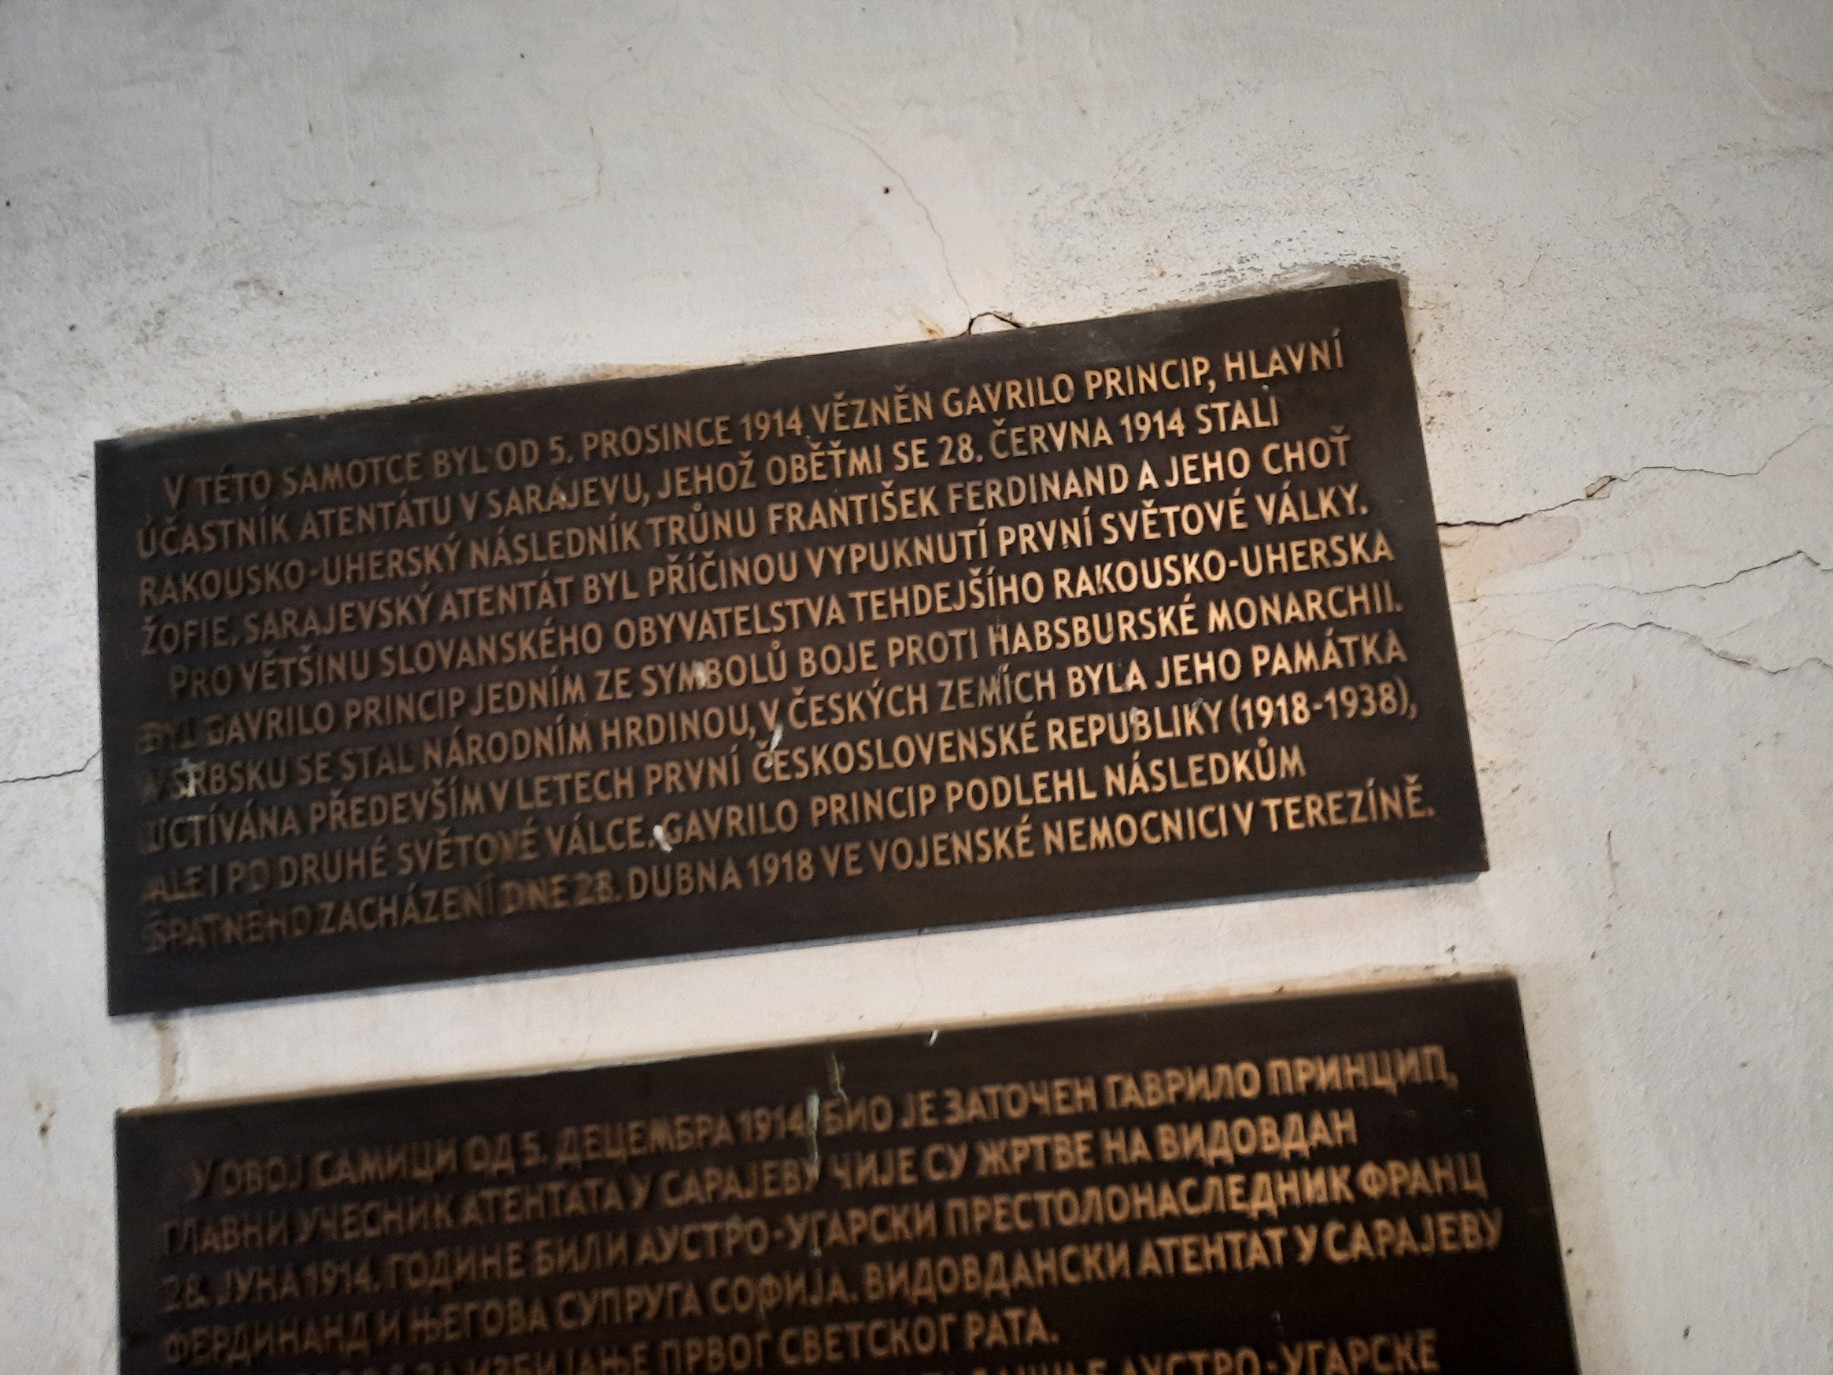 V TÉTO SAMOTCE BYL OD 5. PROSINCE 1914 VĚZNĚN GAVRILO PRINCIP, HLAVNÍ
ÚČASTNÍK ATENTÁTU V SARAJEVU, JEHOŽ OBĚŤMI SE 28. ČERVNA 1914 STALI
RAKOUSKO-UHERSKÝ NÁSLEDNÍK TRŮNU FRANTIŠEK FERDINAND A JEHO CHOŤ
ŽOFIE. SARAJEVSKÝ ATENTÁT BYL PŘÍČINOU VYPUKNUTÍ PRVNÍ SVĚTOVÉ VÁLKY.
PRO VĚTŠINU SLOVANSKÉHO OBYVATELSTVA TEHDEJŠÍHO RAKOUSKO-UHERSKA
BYL GAVRILO PRINCIP JEDNÍM ZE SYMBOLŮ BOJE PROTI HABSBURSKÉ MONARCHII.
V SRBSKU SE STAL NÁRODNÍM HRDINOU, V ČESKÝCH ZEMÍCH BYLA JEHO PAMÁTKA
UCTÍVÁNA PŘEDEVŠÍM V LETECH PRVNÍ ČESKOSLOVENSKÉ REPUBLIKY (1918-1938),
ALE I PO DRUHÉ SVĚTOVÉ VÁLCE. GAVRILO PRINCIP PODLEHL NÁSLEDKŮM
ŠPATNÉHO ZACHÁZENÍ DNE 28. DUBNA 1918 VE VOJENSKÉ NEMOCNICI V TEREZÍNĚ.
У ОВОЈ САМИЦИ ОД 5. ДЕЦЕМБРА 1914. БИО ЈЕ ЗАТОЧЕН ГАВРИЛО ПРИНЦИП,
ГЛАВНИ УЧЕСНИК АТЕНТАТА У САРАЈЕВУ ЧИЈЕ СУ ЖРТВЕ НА ВИДОВДАН
28. ЈУНА 1914. ГОДИНЕ БИЛИ АУСТРО-УГАРСКИ ПРЕСТОЛОНАСЛЕДНИК ФРАНЦ
ФЕРДИНАНД И ЊЕГОВА СУПРУГА СОФИЈА. ВИДОВДАНСКИ АТЕНТАТ У САРАЈЕВУ
ИЗБИЈАЊЕ ПРВОГ СВЕТСКОГ РАТА.
АУСТРО-УГАРСКЕ